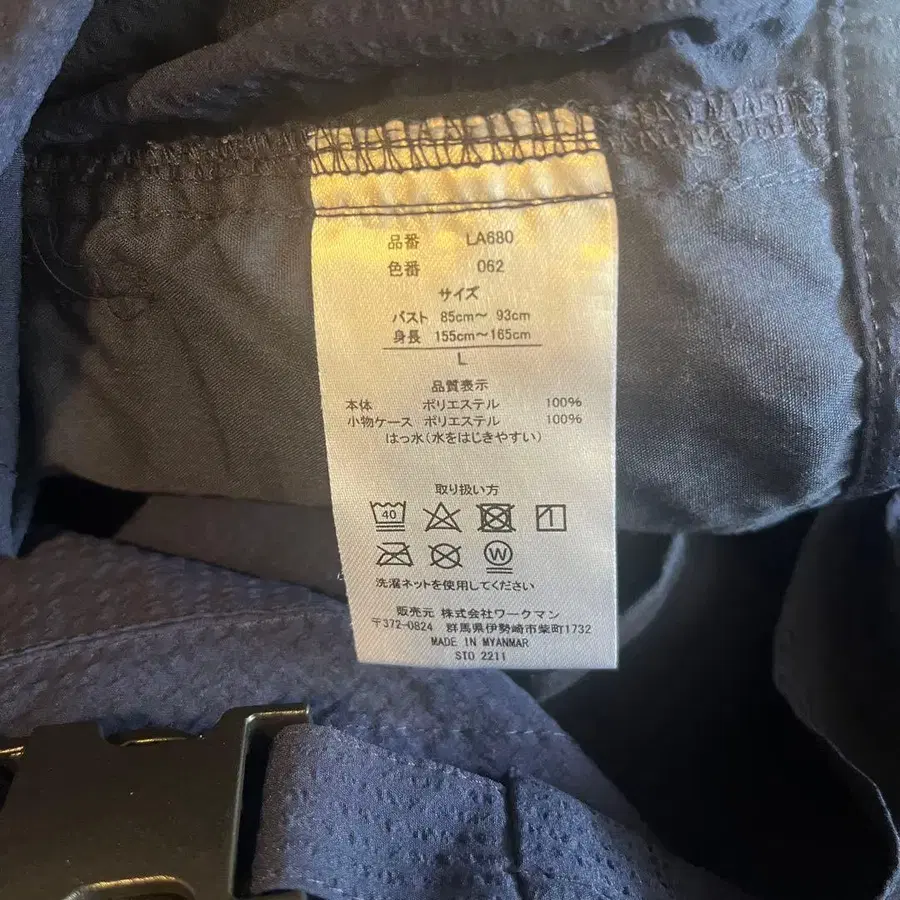 品番 LA680
色番 062
サイズ
バスト 85cm～ 93cm
身長 155cm～165cm
L
品質表示
本体 ポリエステル 100%
小物ケース ポリエステル 100%
はっ水(水をはじきやすい)
取り扱い方
40
W
洗濯ネットを使用してください
販売元 株式会社ワークマン
〒372-0824 群馬県伊勢崎市柴町1732
MADE IN MYANMAR
STO 2211